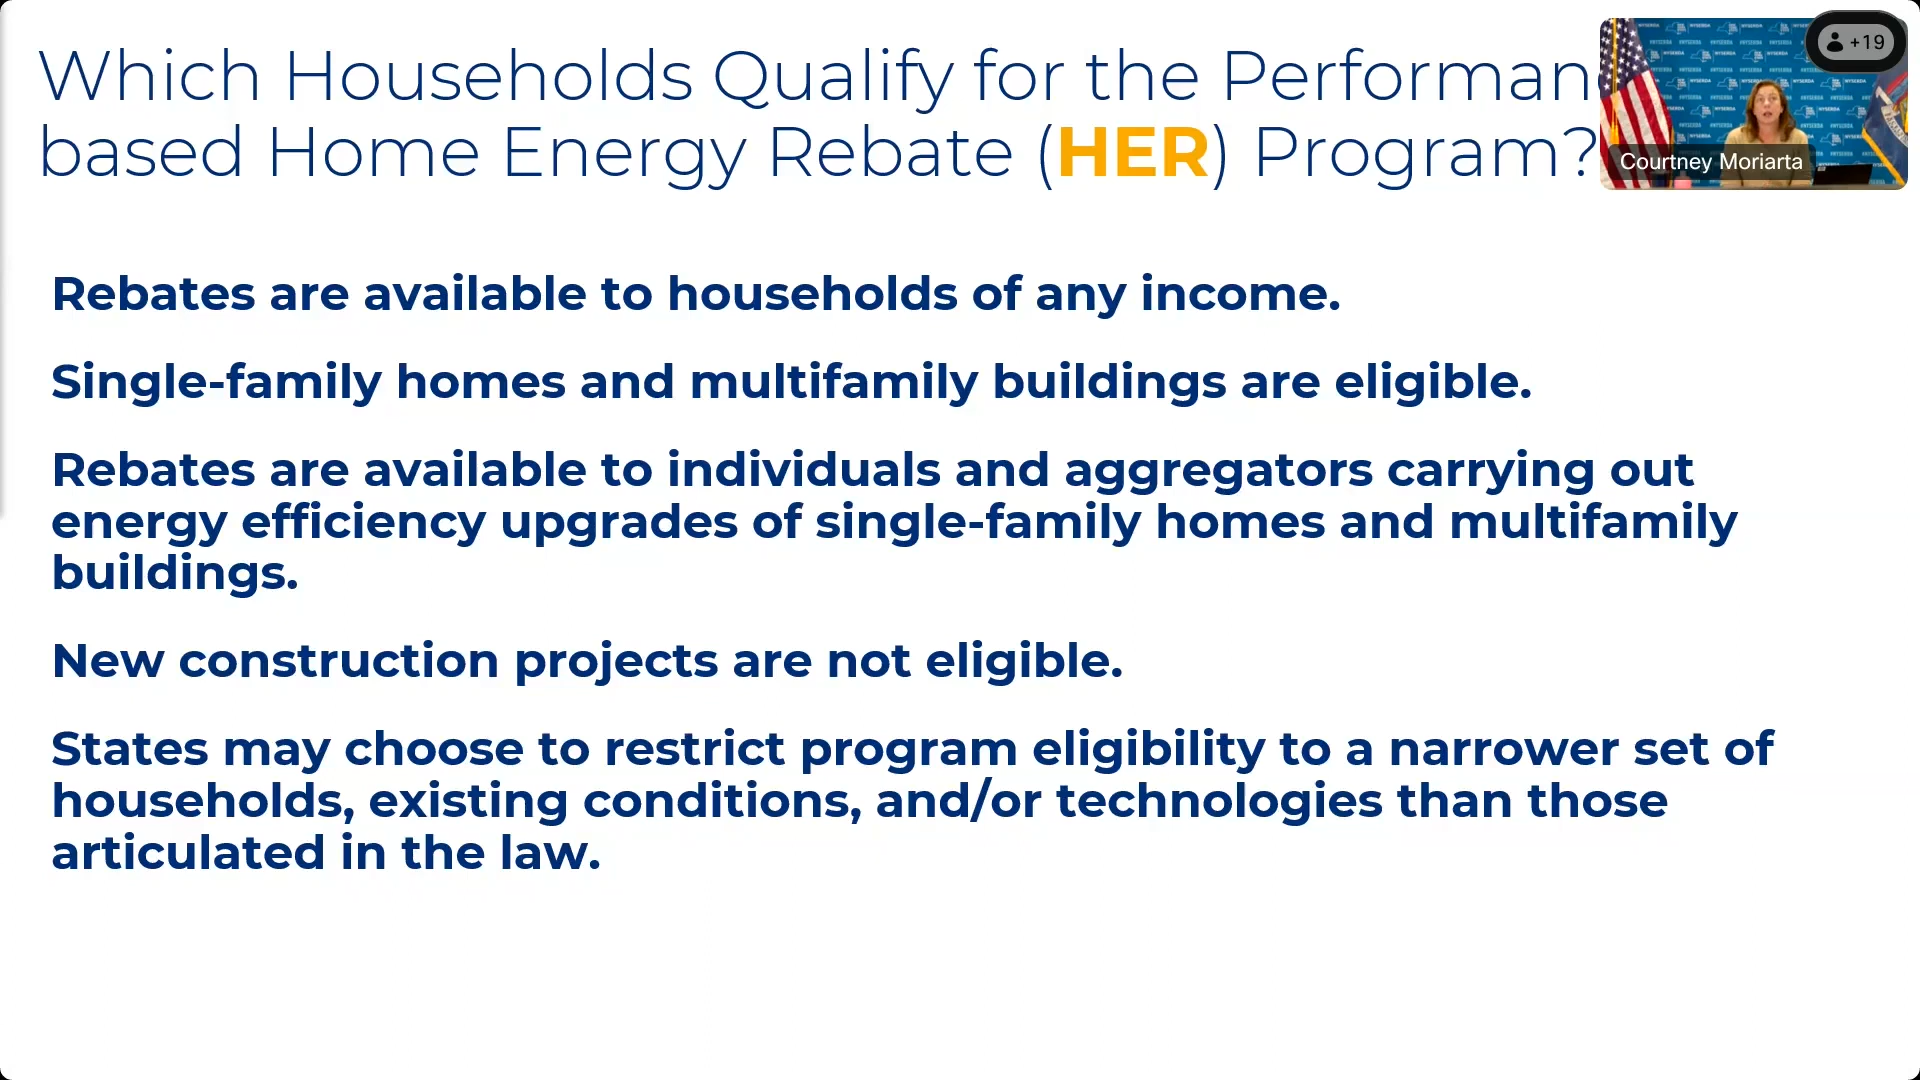 Which Households Qualify for the Performan
based Home Energy Rebate (HER) Program?
+19
Courtney Moriarta
Rebates are available to households of any income.
Single-family homes and multifamily buildings are eligible.
Rebates are available to individuals and aggregators carrying out
energy efficiency upgrades of single-family homes and multifamily
buildings.
New construction projects are not eligible.
States may choose to restrict program eligibility to a narrower set of
households, existing conditions, and/or technologies than those
articulated in the law.